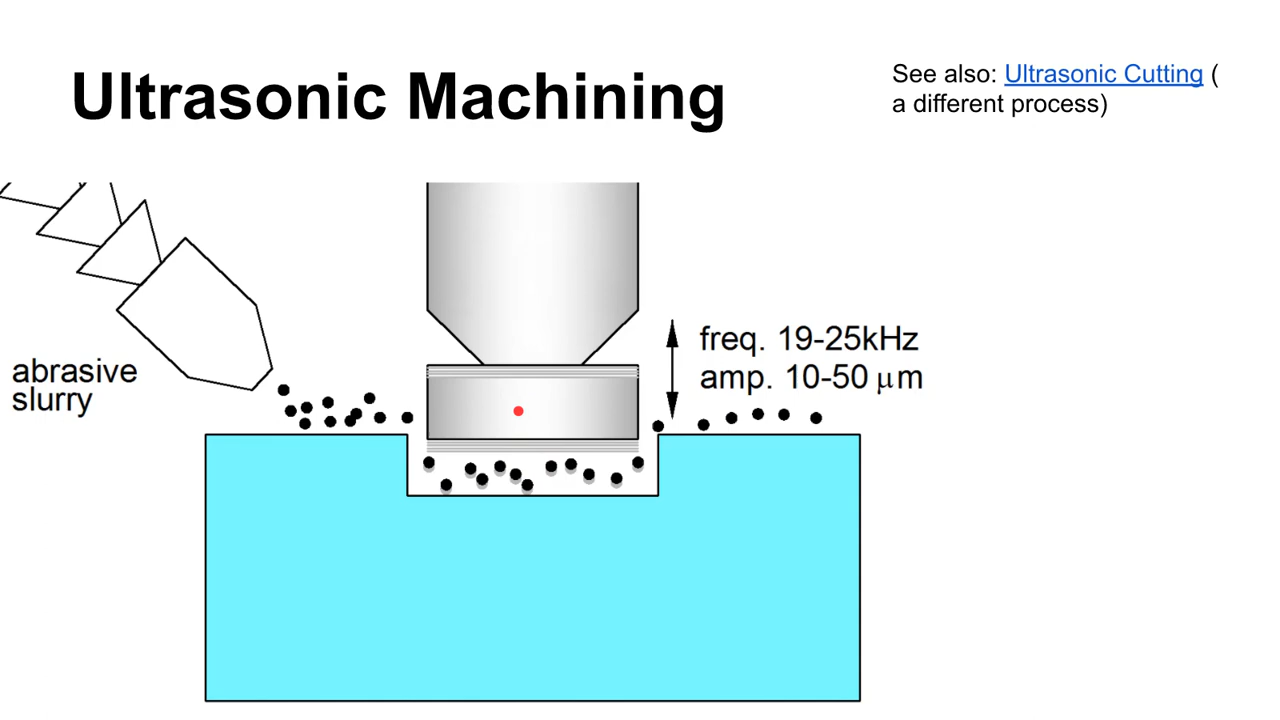 Ultrasonic Machining
See also: Ultrasonic Cutting (
a different process)
abrasive
slurry
freq. 19-25kHz
amp. 10-50 μm